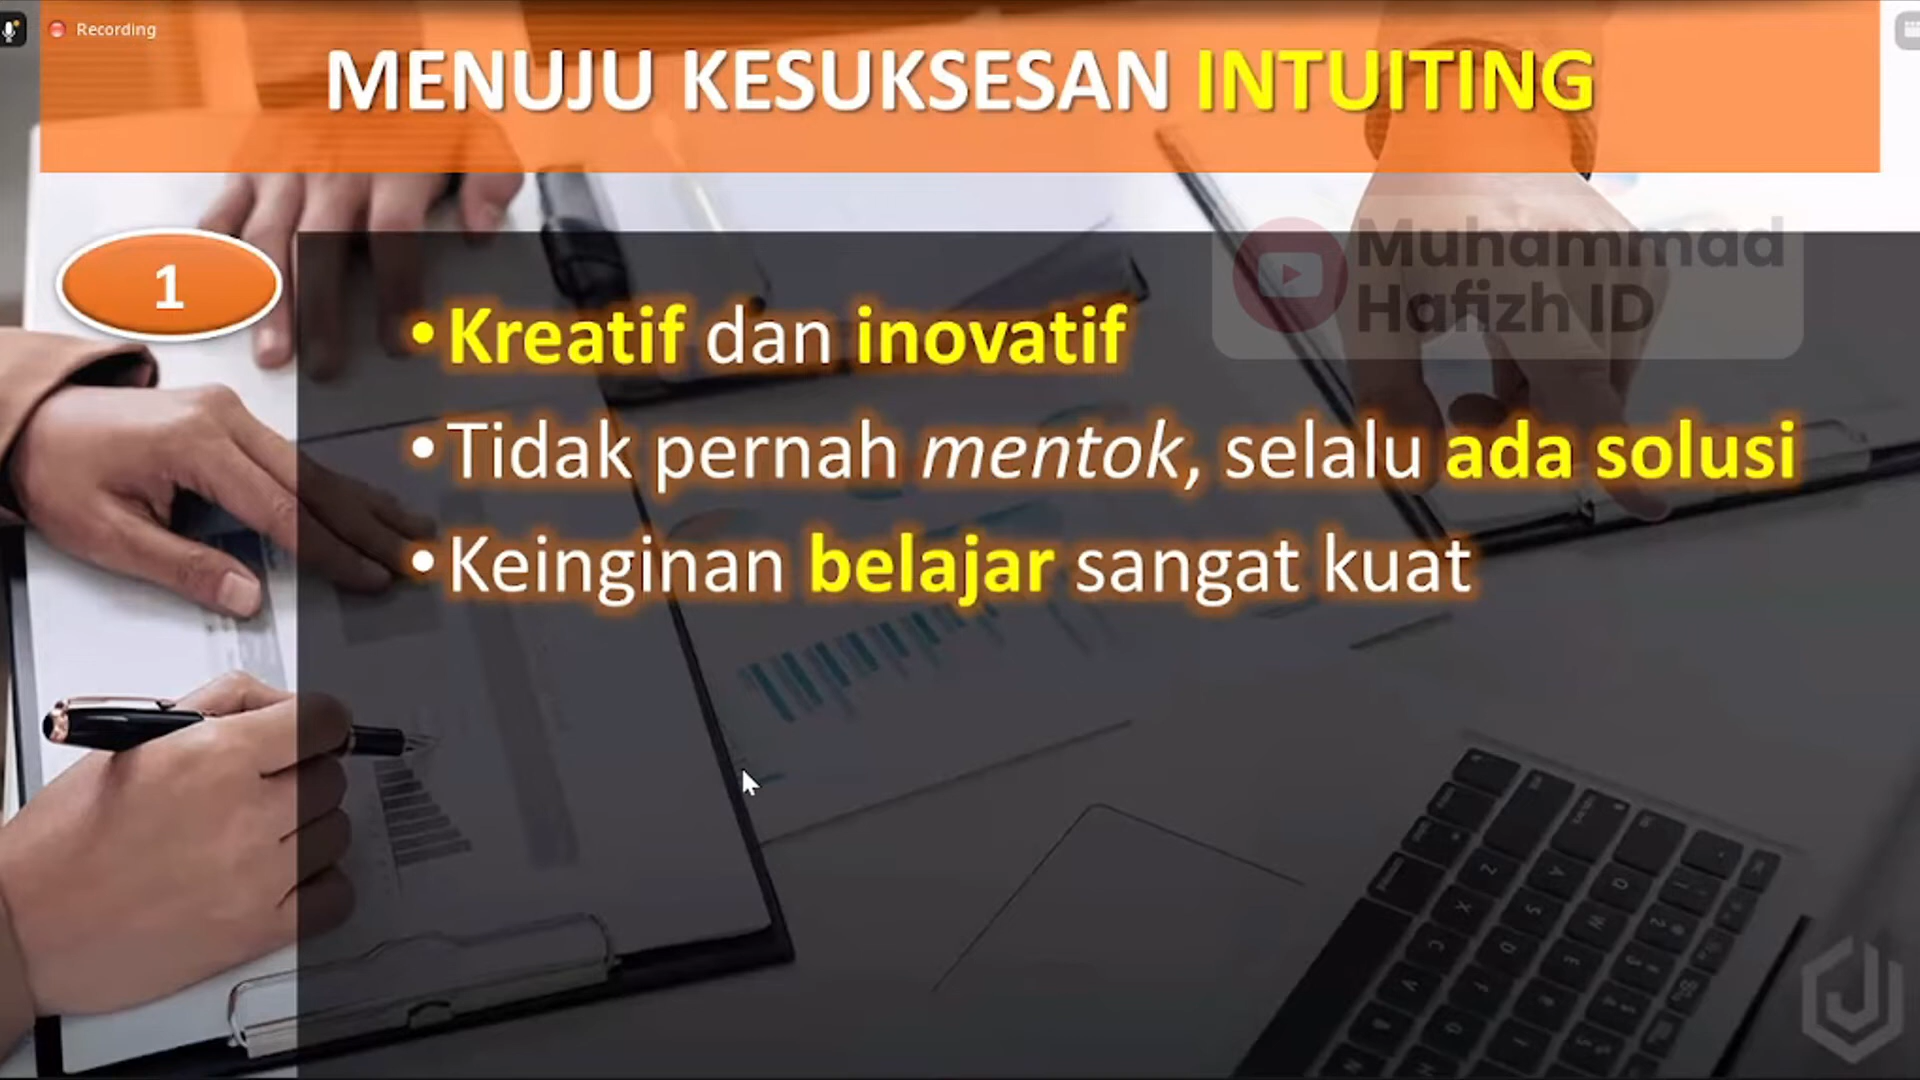 Recording
MENUJU KESUKSESAN INTUITING
1
Muhammad
Hafizh ID
•Kreatif dan inovatif
•Tidak pernah mentok, selalu ada solusi
•Keinginan belajar sangat kuat